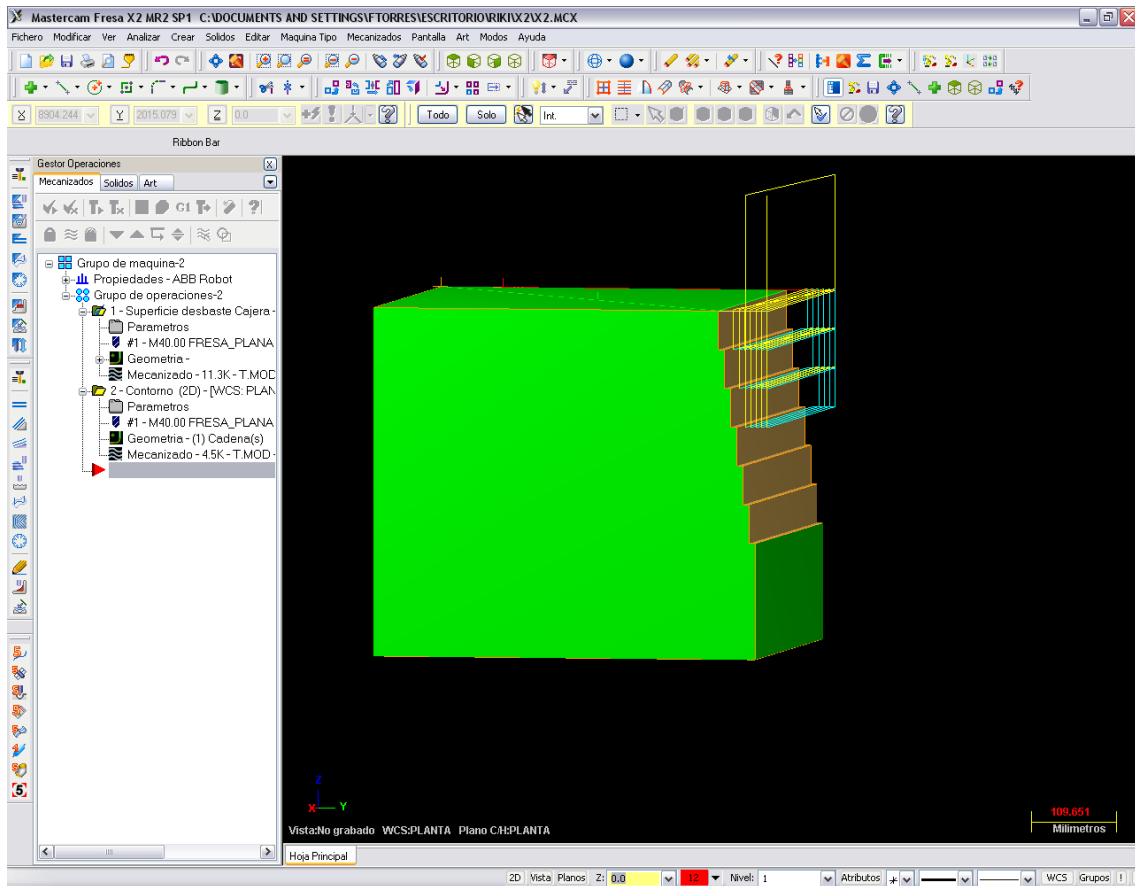 Mastercam Fresa X2 MR2 SP1 C:\DOCUMENTS AND SETTINGS\FTORRES\ESCRITORIO\RIKI\X2\X2.MCX
Fichero Modificar Ver Analizar Crear Solidos Editar Maquina Tipo Mecanizados Pantalla Art Modos Ayuda
X 8904.244 Y 2015.079 Z 0.0 Todo Solo Int.
Ribbon Bar
Gestor Operaciones
Mecanizados Solidos Art
G1
Grupo de maquina-2
Propiedades - ABB Robot
Grupo de operaciones-2
1 - Superficie desbaste Cajera -
Parametros
#1 - M40.00 FRESA_PLANA
Geometria -
Mecanizado - 11.3K - T.MOD
2 - Contorno (2D) - [WCS: PLAN
Parametros
#1 - M40.00 FRESA_PLANA
Geometria - (1) Cadena(s)
Mecanizado - 4.5K - T.MOD -
Z
X Y
109.651
Milimetros
Vista:No grabado WCS:PLANTA Plano C/H:PLANTA
Hoja Principal
2D Vista Planos Z: 0.0 12 Nivel: 1 Atributos WCS Grupos !